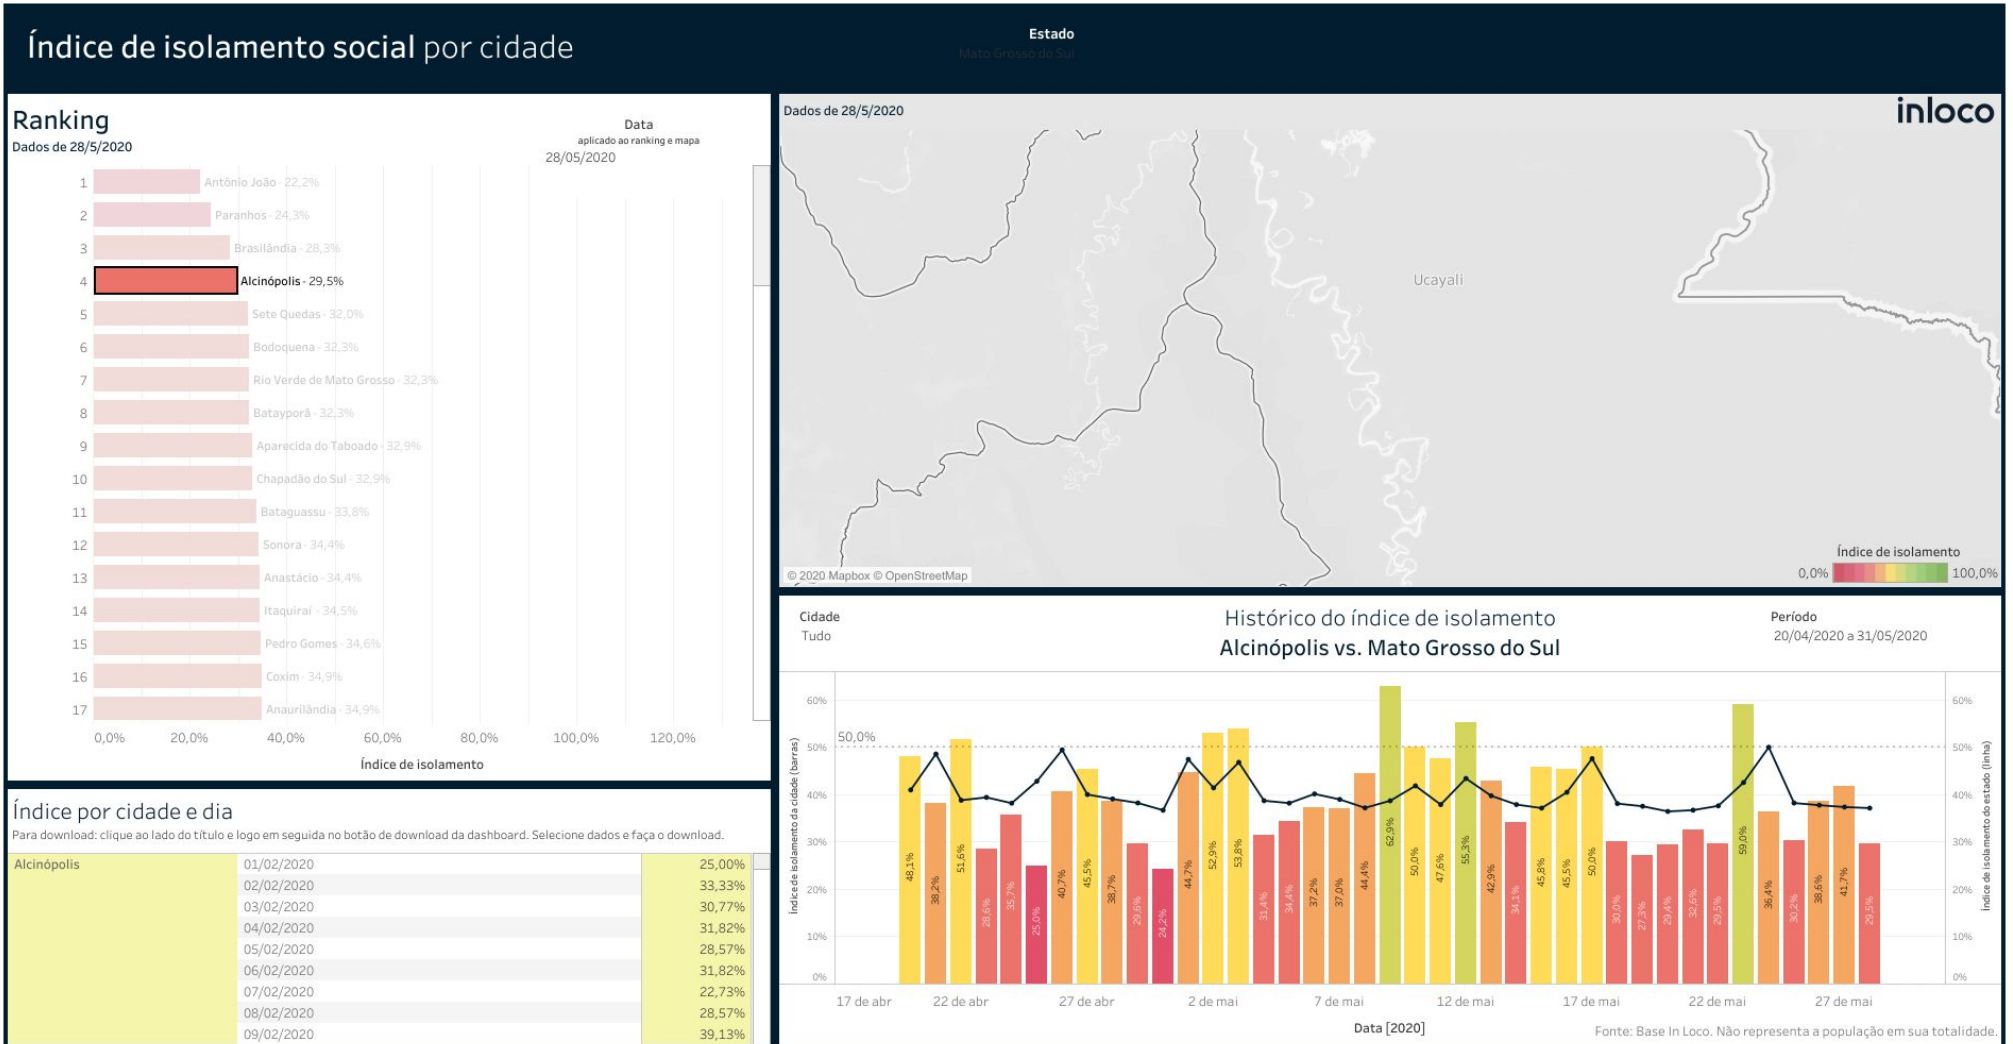 Índice de isolamento social por cidade
Estado
Mato Grosso do Sul
Ranking
Dados de 28/5/2020
Data
aplicado ao ranking e mapa
28/05/2020
1 Antônio João - 22,2%
2 Paranhos - 24,3%
3 Brasilândia - 28,3%
4 Alcinópolis - 29,5%
5 Sete Quedas - 32,0%
6 Bodoquena - 32,3%
7 Rio Verde de Mato Grosso - 32,3%
8 Batayporã - 32,3%
9 Aparecida do Taboado - 32,9%
10 Chapadão do Sul - 32,9%
11 Bataguassu - 33,8%
12 Sonora - 34,4%
13 Anastácio - 34,4%
14 Itaquiraí - 34,5%
15 Pedro Gomes - 34,6%
16 Coxim - 34,9%
17 Anaurilândia - 34,9%
0,0% 20,0% 40,0% 60,0% 80,0% 100,0% 120,0%
Índice de isolamento
Índice por cidade e dia
Para download: clique ao lado do título e logo em seguida no botão de download da dashboard. Selecione dados e faça o download.
Alcinópolis 01/02/2020 25,00%
02/02/2020 33,33%
03/02/2020 30,77%
04/02/2020 31,82%
05/02/2020 28,57%
06/02/2020 31,82%
07/02/2020 22,73%
08/02/2020 28,57%
09/02/2020 39,13%
Dados de 28/5/2020
inloco
Ucayali
© 2020 Mapbox © OpenStreetMap
Índice de isolamento
0,0% 100,0%
Cidade
Tudo
Histórico do índice de isolamento
Alcinópolis vs. Mato Grosso do Sul
Período
20/04/2020 a 31/05/2020
Índice de isolamento da cidade (barras)
60%
50%
40%
30%
20%
10%
0%
50,0%
48,1%
38,2%
51,6%
28,6%
35,7%
25,0%
40,7%
45,5%
38,7%
29,6%
24,2%
44,7%
52,9%
53,8%
31,4%
34,4%
37,2%
37,0%
44,4%
62,9%
50,0%
47,6%
55,3%
42,9%
34,1%
45,8%
45,5%
50,0%
30,0%
27,3%
29,4%
32,6%
29,5%
59,0%
36,4%
30,2%
38,6%
41,7%
29,5%
60%
50%
40%
30%
20%
10%
0%
Índice de isolamento do estado (linha)
17 de abr 22 de abr 27 de abr 2 de mai 7 de mai 12 de mai 17 de mai 22 de mai 27 de mai
Data [2020]
Fonte: Base In Loco. Não representa a população em sua totalidade.